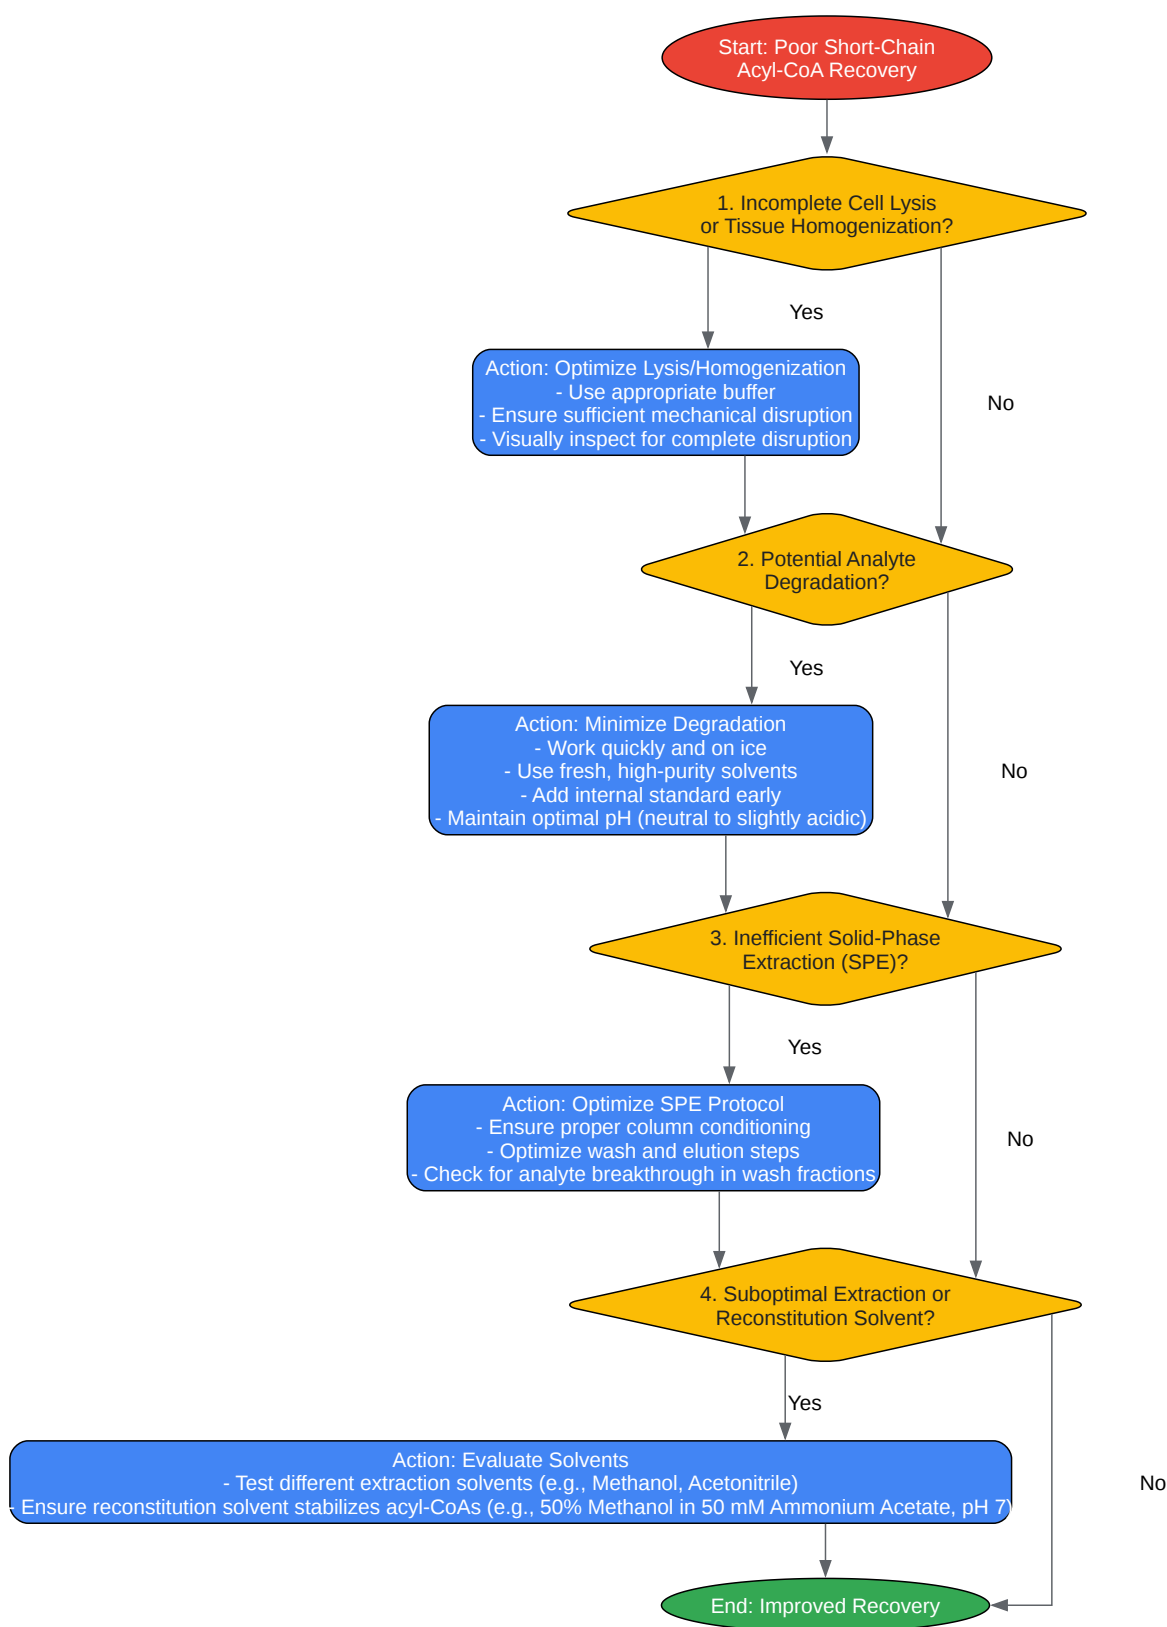 Start: Poor Short-Chain
Acyl-CoA Recovery
1. Incomplete Cell Lysis
or Tissue Homogenization?
Yes
Action: Optimize Lysis/Homogenization
- Use appropriate buffer
- Ensure sufficient mechanical disruption
- Visually inspect for complete disruption
No
2. Potential Analyte
Degradation?
Yes
Action: Minimize Degradation
- Work quickly and on ice
- Use fresh, high-purity solvents
- Add internal standard early
- Maintain optimal pH (neutral to slightly acidic)
No
3. Inefficient Solid-Phase
Extraction (SPE)?
Yes
Action: Optimize SPE Protocol
- Ensure proper column conditioning
- Optimize wash and elution steps
- Check for analyte breakthrough in wash fractions
No
4. Suboptimal Extraction or
Reconstitution Solvent?
Yes
Action: Evaluate Solvents
- Test different extraction solvents (e.g., Methanol, Acetonitrile)
- Ensure reconstitution solvent stabilizes acyl-CoAs (e.g., 50% Methanol in 50 mM Ammonium Acetate, pH 7)
No
End: Improved Recovery